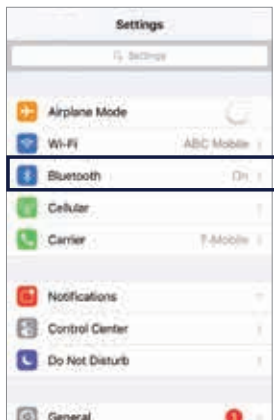 Settings
Settings
Airplane Mode
Wi-Fi ABC Mobile
Bluetooth On
Cellular
Carrier T-Mobile
Notifications
Control Center
Do Not Disturb
General 1